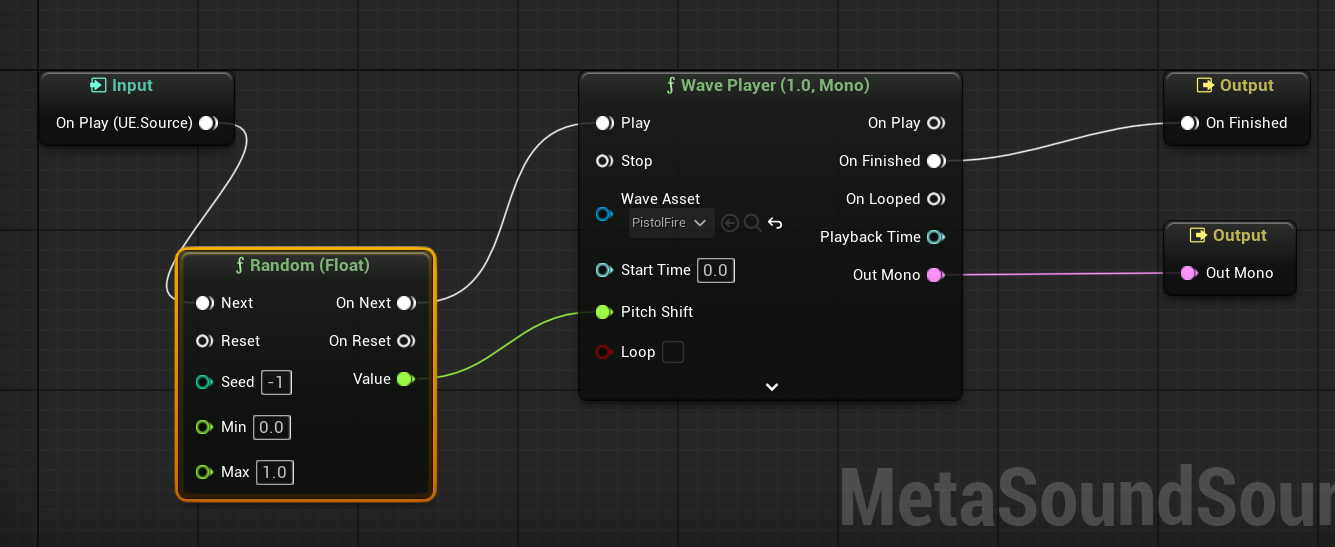 Input
On Play (UE.Source)
ƒ Random (Float)
Next On Next
Reset On Reset
Seed -1 Value
Min 0.0
Max 1.0
ƒ Wave Player (1.0, Mono)
Play On Play
Stop On Finished
Wave Asset On Looped
PistolFire
Playback Time
Start Time 0.0 Out Mono
Pitch Shift
Loop
Output
On Finished
Output
Out Mono
MetaSoundSour